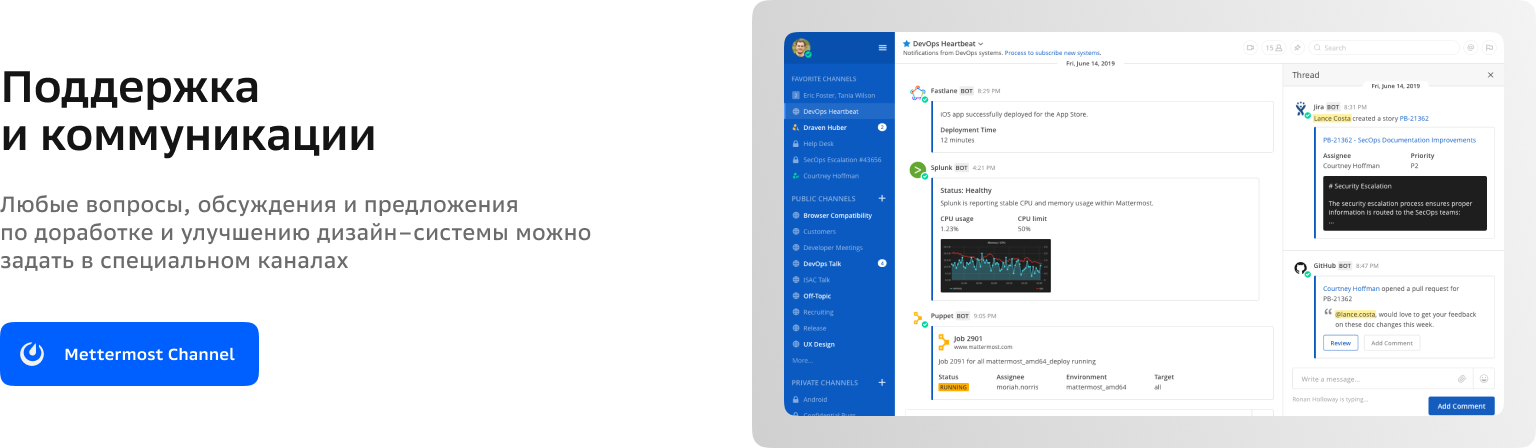 Поддержка
и коммуникации
Любые вопросы, обсуждения и предложения
по доработке и улучшению дизайн-системы можно
задать в специальном каналах
Mettermost Channel
FAVORITE CHANNELS
Eric Foster, Tania Wilson
DevOps Heartbeat
Draven Huber 2
Help Desk
SecOps Escalation #43656
Courtney Hoffman
PUBLIC CHANNELS +
Browser Compatibility
Customers
Developer Meetings
DevOps Talk 4
ISAC Talk
Off-Topic
Recruiting
Release
UX Design
More...
PRIVATE CHANNELS +
Android
Confidential Bugs
DevOps Heartbeat
Notifications from DevOps systems. Process to subscribe new systems.
15
Search
Fri, June 14, 2019
Fastlane BOT 8:29 PM
iOS app successfully deployed for the App Store.
Deployment Time
12 minutes
Splunk BOT 4:21 PM
Status: Healthy
Splunk is reporting stable CPU and memory usage within Mattermost.
CPU usage CPU limit
1.23% 50%
Puppet BOT 9:05 PM
Job 2901
www.mattermost.com
Job 2091 for all mattermost_amd64_deploy running
Status Assignee Environment Target
RUNNING moriah.norris mattermost_amd64 all
Thread
Fri, June 14, 2019
Jira BOT 8:31 PM
Lance Costa created a story PB-21362
PB-21362 - SecOps Documentation Improvements
Assignee Priority
Courtney Hoffman P2
# Security Escalation
The security escalation process ensures proper
information is routed to the SecOps teams:
...
GitHub BOT 8:47 PM
Courtney Hoffman opened a pull request for
PB-21362
@lance.costa, would love to get your feedback
on these doc changes this week.
Review Add Comment
Write a message...
Ronan Holloway is typing...
Add Comment